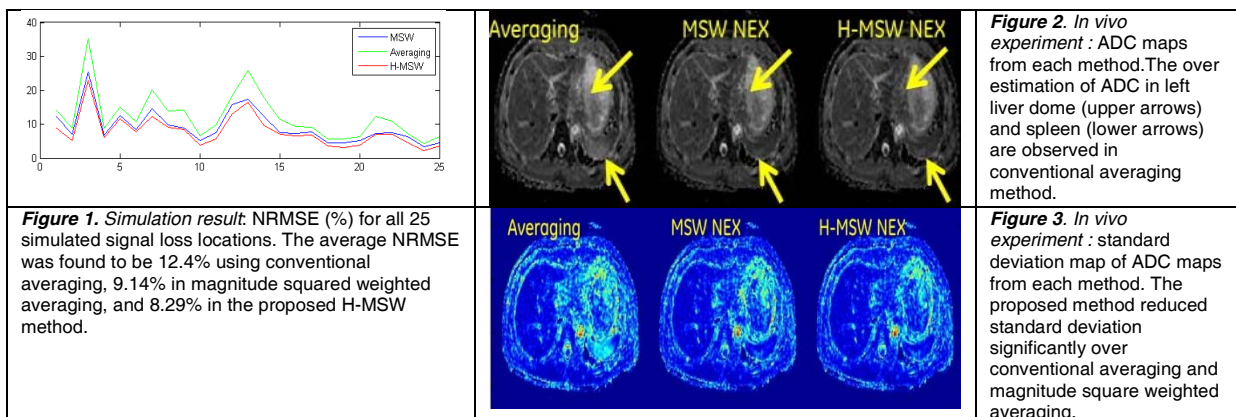 40
30
20
10
0
0
5
10
15
20
25
MSW
Averaging
H-MSW
Averaging
MSW NEX
H-MSW NEX
Figure 2. In vivo
experiment : ADC maps
from each method.The over
estimation of ADC in left
liver dome (upper arrows)
and spleen (lower arrows)
are observed in
conventional averaging
method.
Figure 1. Simulation result: NRMSE (%) for all 25
simulated signal loss locations. The average NRMSE
was found to be 12.4% using conventional
averaging, 9.14% in magnitude squared weighted
averaging, and 8.29% in the proposed H-MSW
method.
Averaging
MSW NEX
H-MSW NEX
Figure 3. In vivo
experiment : standard
deviation map of ADC maps
from each method. The
proposed method reduced
standard deviation
significantly over
conventional averaging and
magnitude square weighted
averaging.